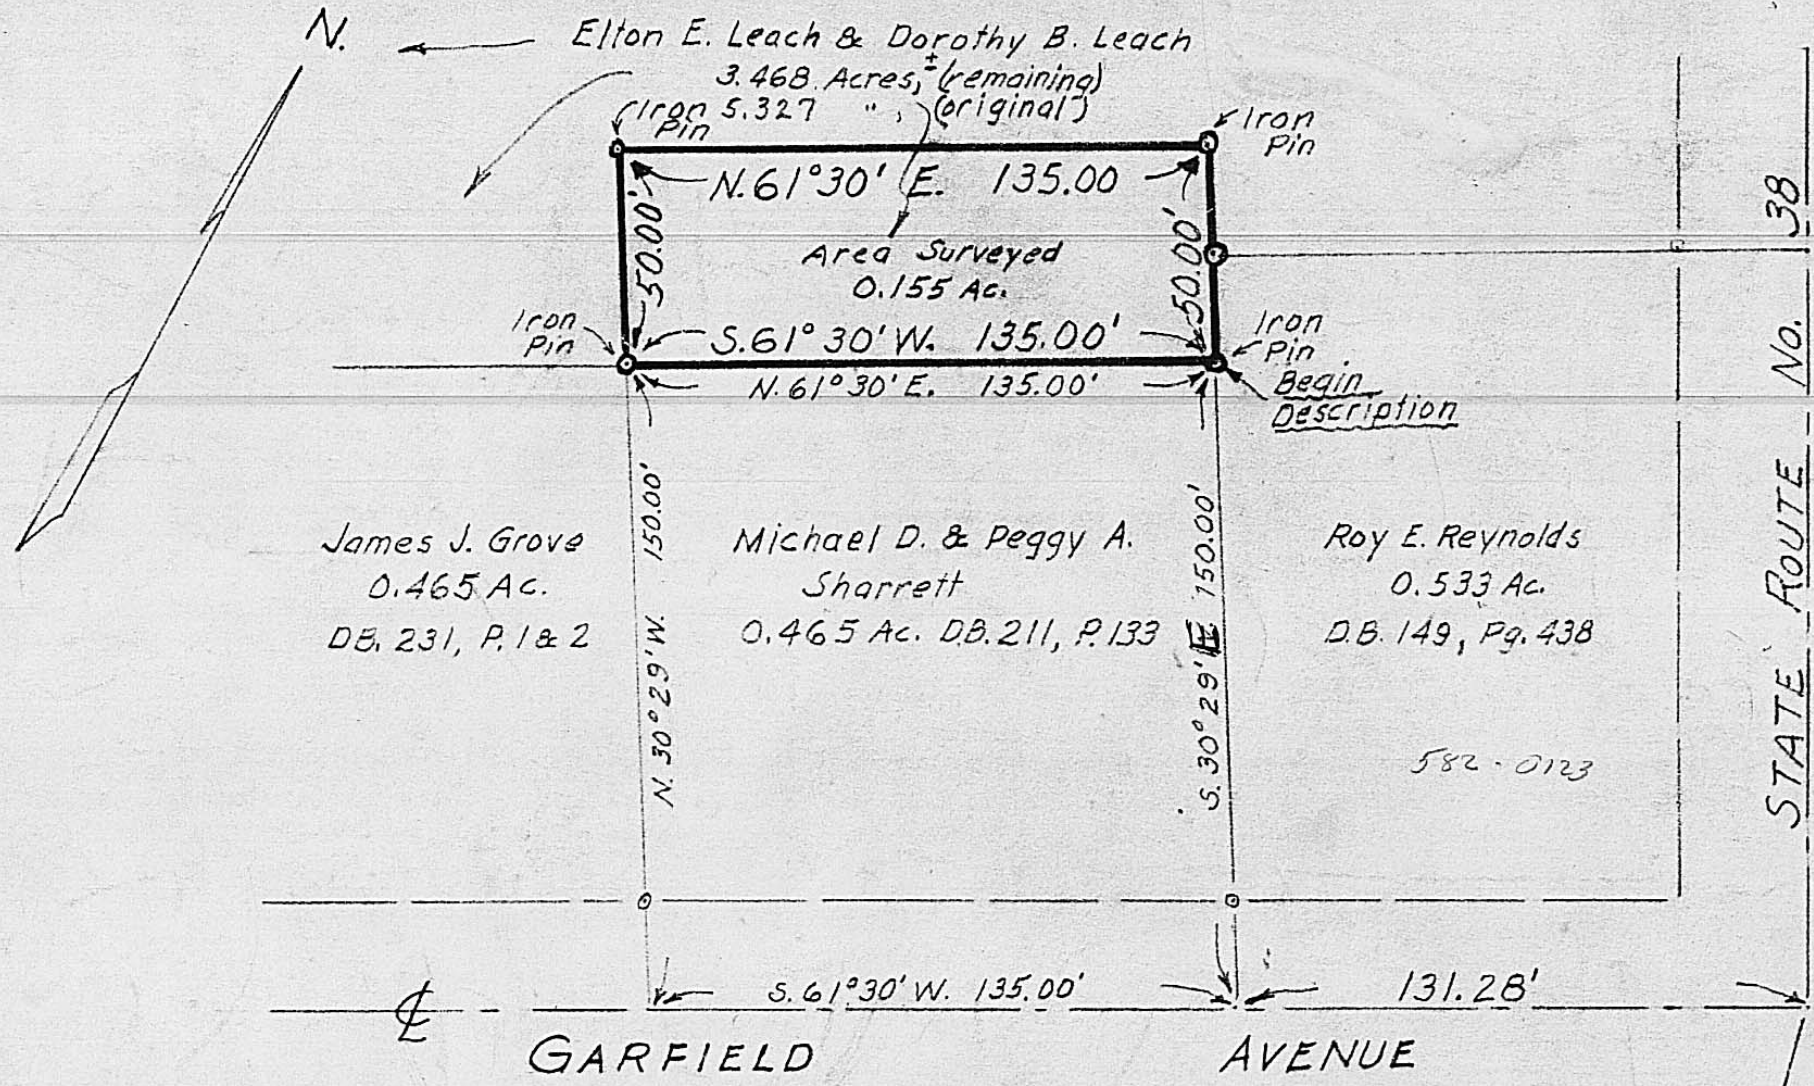 N.
Elton E. Leach & Dorothy B. Leach
3.468 Acres,± (remaining)
5.327 " , (original)
Iron
Pin
Iron
Pin
N.61°30' E. 135.00
50.00'
50.00'
Area Surveyed
0.155 Ac.
Iron
Pin
S.61°30'W. 135.00'
Iron
Pin
Begin
Description
N.61°30'E. 135.00'
James J. Grove
0.465 Ac.
DB. 231, P. 1 & 2
N. 30°29'W. 150.00'
Michael D. & Peggy A.
Sharrett
0.465 Ac. DB. 211, P. 133
S. 30°29'E 150.00'
Roy E. Reynolds
0.533 Ac.
D.B. 149, Pg. 438
582-0123
STATE ROUTE No. 38
S.61°30'W. 135.00'
131.28'
℄
GARFIELD AVENUE